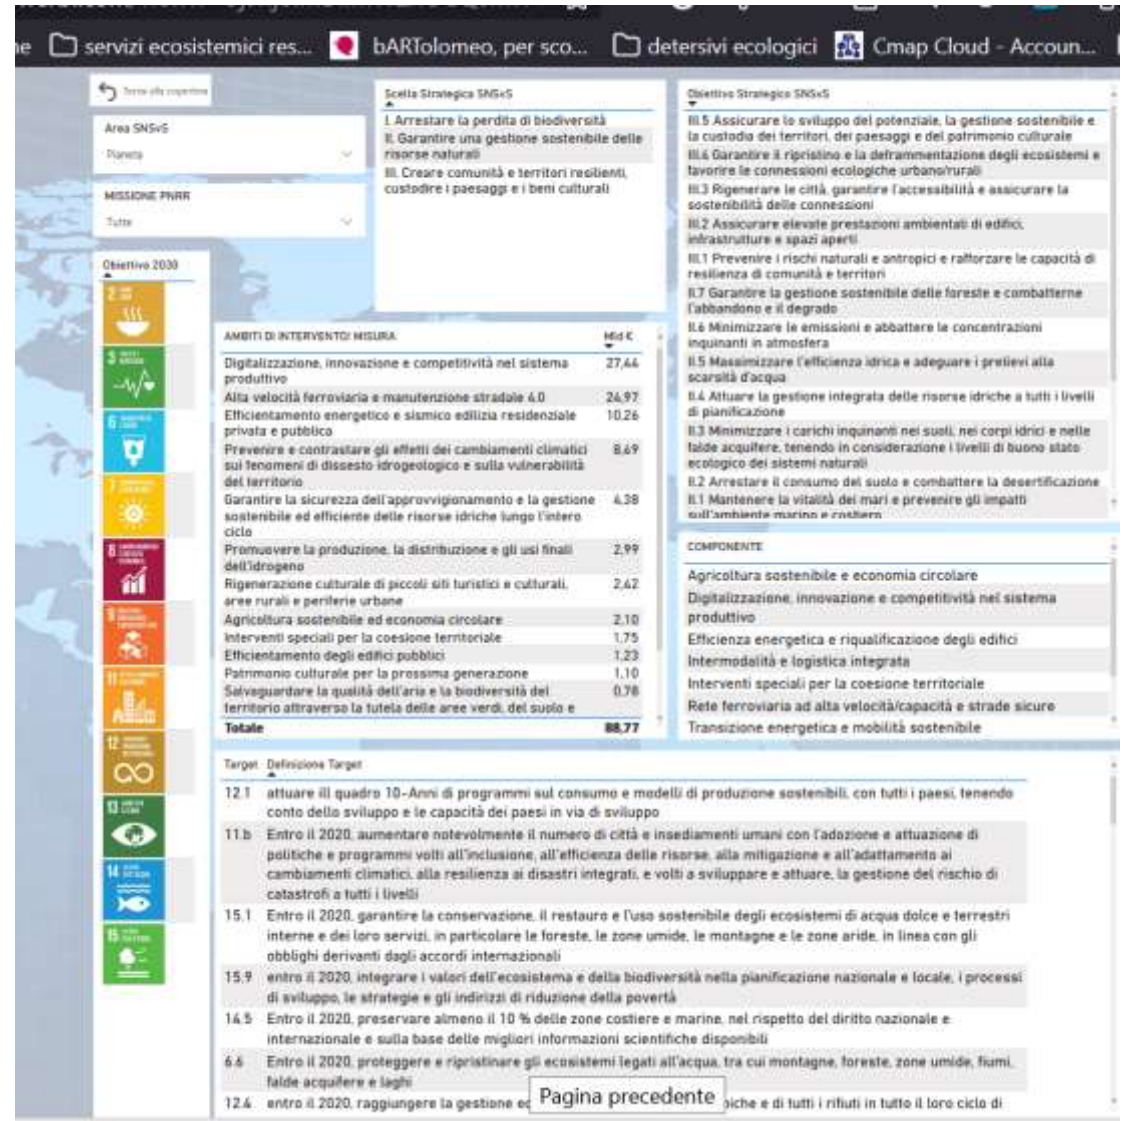 servizi ecosistemici res...
bARTolomeo, per sco...
detersivi ecologici
Cmap Cloud - Accoun...
Torna alla copertina
Area SNSvS
Pianeta
MISSIONE PNRR
Tutte
Obiettivo 2030
2
3
6
7
8
9
11
12
13
14
15
Scelta Strategica SNSvS
I. Arrestare la perdita di biodiversità
II. Garantire una gestione sostenibile delle
risorse naturali
III. Creare comunità e territori resilienti,
custodire i paesaggi e i beni culturali
Obiettivo Strategico SNSvS
III.5 Assicurare lo sviluppo del potenziale, la gestione sostenibile e
la custodia dei territori, dei paesaggi e del patrimonio culturale
III.4 Garantire il ripristino e la deframmentazione degli ecosistemi e
favorire le connessioni ecologiche urbano/rurali
III.3 Rigenerare le città, garantire l'accessibilità e assicurare la
sostenibilità delle connessioni
III.2 Assicurare elevate prestazioni ambientali di edifici,
infrastrutture e spazi aperti
III.1 Prevenire i rischi naturali e antropici e rafforzare le capacità di
resilienza di comunità e territori
II.7 Garantire la gestione sostenibile delle foreste e combatterne
l'abbandono e il degrado
II.6 Minimizzare le emissioni e abbattere le concentrazioni
inquinanti in atmosfera
II.5 Massimizzare l'efficienza idrica e adeguare i prelievi alla
scarsità d'acqua
II.4 Attuare la gestione integrata delle risorse idriche a tutti i livelli
di pianificazione
II.3 Minimizzare i carichi inquinanti nei suoli, nei corpi idrici e nelle
falde acquifere, tenendo in considerazione i livelli di buono stato
ecologico dei sistemi naturali
II.2 Arrestare il consumo del suolo e combattere la desertificazione
II.1 Mantenere la vitalità dei mari e prevenire gli impatti
sull'ambiente marino e costiero
AMBITI DI INTERVENTO/ MISURA Mld €
Digitalizzazione, innovazione e competitività nel sistema 27,44
produttivo
Alta velocità ferroviaria e manutenzione stradale 4.0 24,97
Efficientamento energetico e sismico edilizia residenziale 10,26
privata e pubblica
Prevenire e contrastare gli effetti dei cambiamenti climatici 8,49
sui fenomeni di dissesto idrogeologico e sulla vulnerabilità
del territorio
Garantire la sicurezza dell'approvvigionamento e la gestione 4,38
sostenibile ed efficiente delle risorse idriche lungo l'intero
ciclo
Promuovere la produzione, la distribuzione e gli usi finali 2,99
dell'idrogeno
Rigenerazione culturale di piccoli siti turistici e culturali, 2,42
aree rurali e periferie urbane
Agricoltura sostenibile ed economia circolare 2,10
Interventi speciali per la coesione territoriale 1,75
Efficientamento degli edifici pubblici 1,23
Patrimonio culturale per la prossima generazione 1,10
Salvaguardare la qualità dell'aria e la biodiversità del 0,78
territorio attraverso la tutela delle aree verdi, del suolo e
Totale 88,77
COMPONENTE
Agricoltura sostenibile e economia circolare
Digitalizzazione, innovazione e competitività nel sistema
produttivo
Efficienza energetica e riqualificazione degli edifici
Intermodalità e logistica integrata
Interventi speciali per la coesione territoriale
Rete ferroviaria ad alta velocità/capacità e strade sicure
Transizione energetica e mobilità sostenibile
Target Definizione Target
12.1 attuare ill quadro 10-Anni di programmi sul consumo e modelli di produzione sostenibili, con tutti i paesi, tenendo
conto dello sviluppo e le capacità dei paesi in via di sviluppo
11.b Entro il 2020, aumentare notevolmente il numero di città e insediamenti umani con l'adozione e attuazione di
politiche e programmi volti all'inclusione, all'efficienza delle risorse, alla mitigazione e all'adattamento ai
cambiamenti climatici, alla resilienza ai disastri integrati, e volti a sviluppare e attuare, la gestione del rischio di
catastrofi a tutti i livelli
15.1 Entro il 2020, garantire la conservazione, il restauro e l'uso sostenibile degli ecosistemi di acqua dolce e terrestri
interne e dei loro servizi, in particolare le foreste, le zone umide, le montagne e le zone aride, in linea con gli
obblighi derivanti dagli accordi internazionali
15.9 entro il 2020, integrare i valori dell'ecosistema e della biodiversità nella pianificazione nazionale e locale, i processi
di sviluppo, le strategie e gli indirizzi di riduzione della povertà
14.5 Entro il 2020, preservare almeno il 10 % delle zone costiere e marine, nel rispetto del diritto nazionale e
internazionale e sulla base delle migliori informazioni scientifiche disponibili
6.6 Entro il 2020, proteggere e ripristinare gli ecosistemi legati all'acqua, tra cui montagne, foreste, zone umide, fiumi,
falde acquifere e laghi
12.4 entro il 2020, raggiungere la gestione ec Pagina precedente iche e di tutti i rifiuti in tutto il loro ciclo di